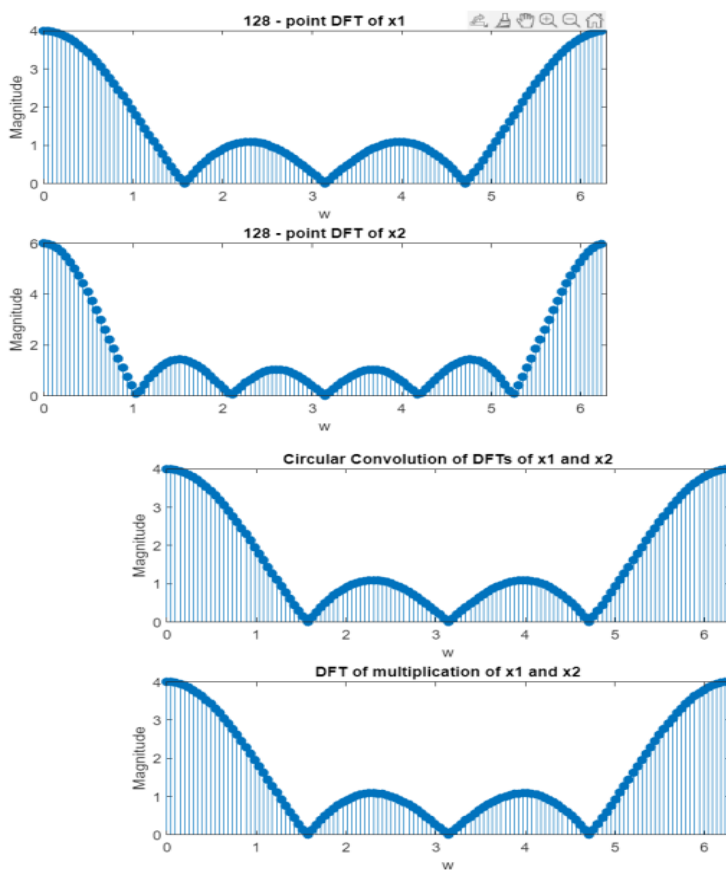 128 - point DFT of x1
Magnitude
4
3
2
1
0
0 1 2 3 4 5 6
w
128 - point DFT of x2
Magnitude
6
4
2
0
0 1 2 3 4 5 6
w
Circular Convolution of DFTs of x1 and x2
Magnitude
4
3
2
1
0
0 1 2 3 4 5 6
w
DFT of multiplication of x1 and x2
Magnitude
4
3
2
1
0
0 1 2 3 4 5 6
w